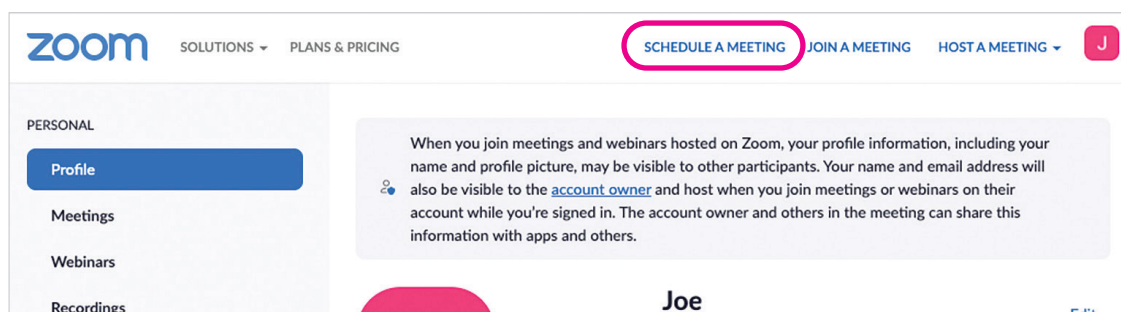 zoom SOLUTIONS PLANS & PRICING SCHEDULE A MEETING JOIN A MEETING HOST A MEETING J
PERSONAL
Profile
Meetings
Webinars
Recordings
When you join meetings and webinars hosted on Zoom, your profile information, including your
name and profile picture, may be visible to other participants. Your name and email address will
also be visible to the account owner and host when you join meetings or webinars on their
account while you’re signed in. The account owner and others in the meeting can share this
information with apps and others.
Joe
Edit